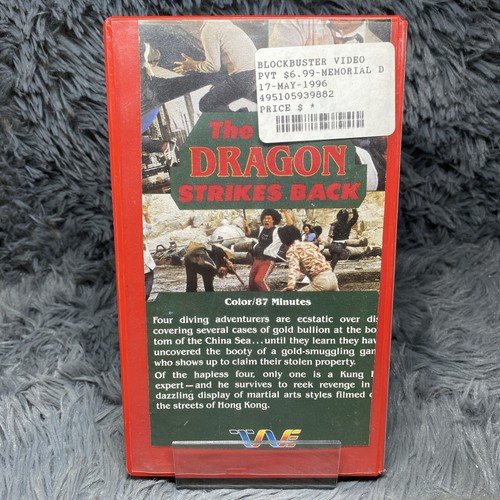 BLOCKBUSTER VIDEO
PVT $6.99-MEMORIAL D
17-MAY-1996
495105939882
PRICE $ *
The
DRAGON
STRIKES BACK
Color/87 Minutes
Four diving adventurers are ecstatic over dis
covering several cases of gold bullion at the bot
tom of the China Sea...until they learn they have
uncovered the booty of a gold-smuggling gan
who shows up to claim their stolen property.
Of the hapless four, only one is a Kung F
expert—and he survives to reek revenge in
dazzling display of martial arts styles filmed o
the streets of Hong Kong.